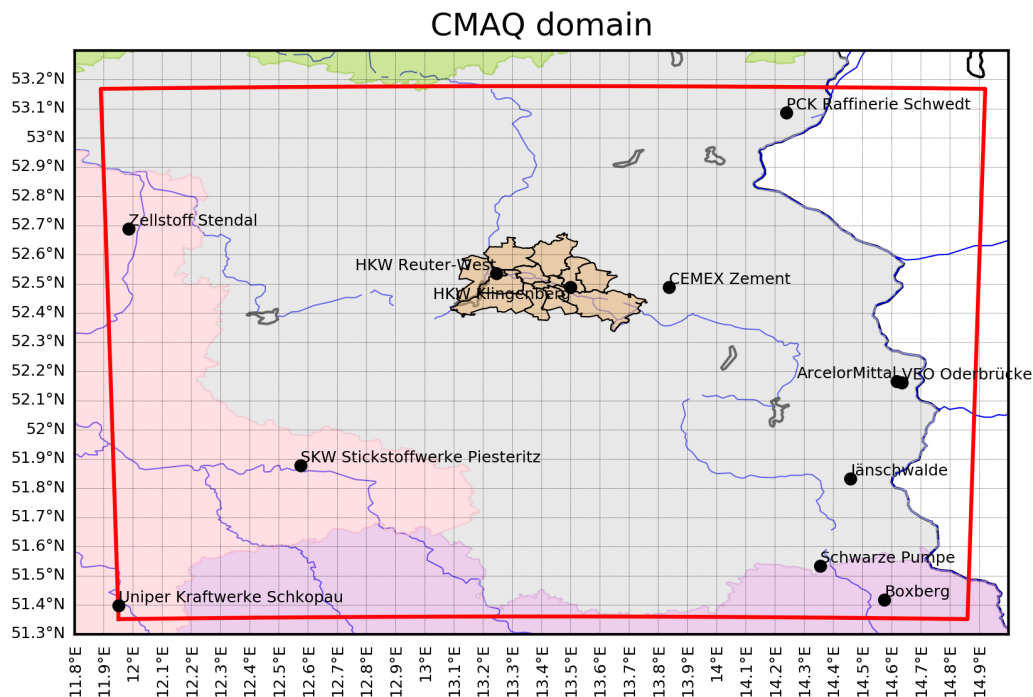 CMAQ domain
53.2°N
53.1°N
PCK Raffinerie Schwedt
53°N
52.9°N
52.8°N
52.7°N
Zellstoff Stendal
52.6°N
HKW Reuter-West
52.5°N
CEMEX Zement
HKW Klingenberg
52.4°N
52.3°N
52.2°N
ArcelorMittal
VEO Oderbrücke
52.1°N
52°N
51.9°N
SKW Stickstoffwerke Piesteritz
Jänschwalde
51.8°N
51.7°N
51.6°N
Schwarze Pumpe
51.5°N
Boxberg
Uniper Kraftwerke Schkopau
51.4°N
51.3°N
11.8°E
11.9°E
12°E
12.1°E
12.2°E
12.3°E
12.4°E
12.5°E
12.6°E
12.7°E
12.8°E
12.9°E
13°E
13.1°E
13.2°E
13.3°E
13.4°E
13.5°E
13.6°E
13.7°E
13.8°E
13.9°E
14°E
14.1°E
14.2°E
14.3°E
14.4°E
14.5°E
14.6°E
14.7°E
14.8°E
14.9°E